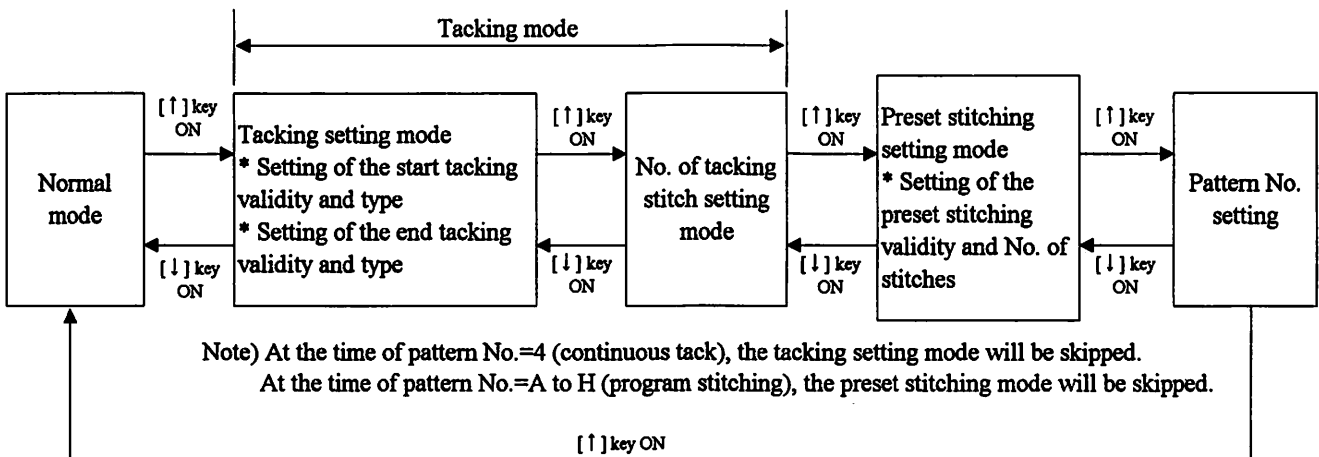 Tacking mode
[↑] key
ON
[↑] key
ON
[↑] key
ON
[↑] key
ON
Normal
mode
Tacking setting mode
* Setting of the start tacking
validity and type
* Setting of the end tacking
validity and type
No. of tacking
stitch setting
mode
Preset stitching
setting mode
* Setting of the
preset stitching
validity and No. of
stitches
Pattern No.
setting
[↓] key
ON
[↓] key
ON
[↓] key
ON
[↓] key
ON
Note) At the time of pattern No.=4 (continuous tack), the tacking setting mode will be skipped.
At the time of pattern No.=A to H (program stitching), the preset stitching mode will be skipped.
[↑] key ON